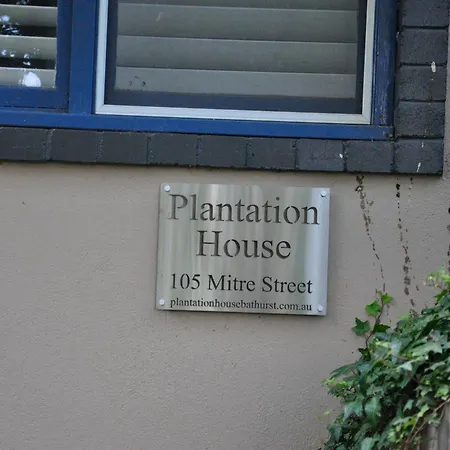 Plantation
House
105 Mitre Street
plantationhousebathurst.com.au